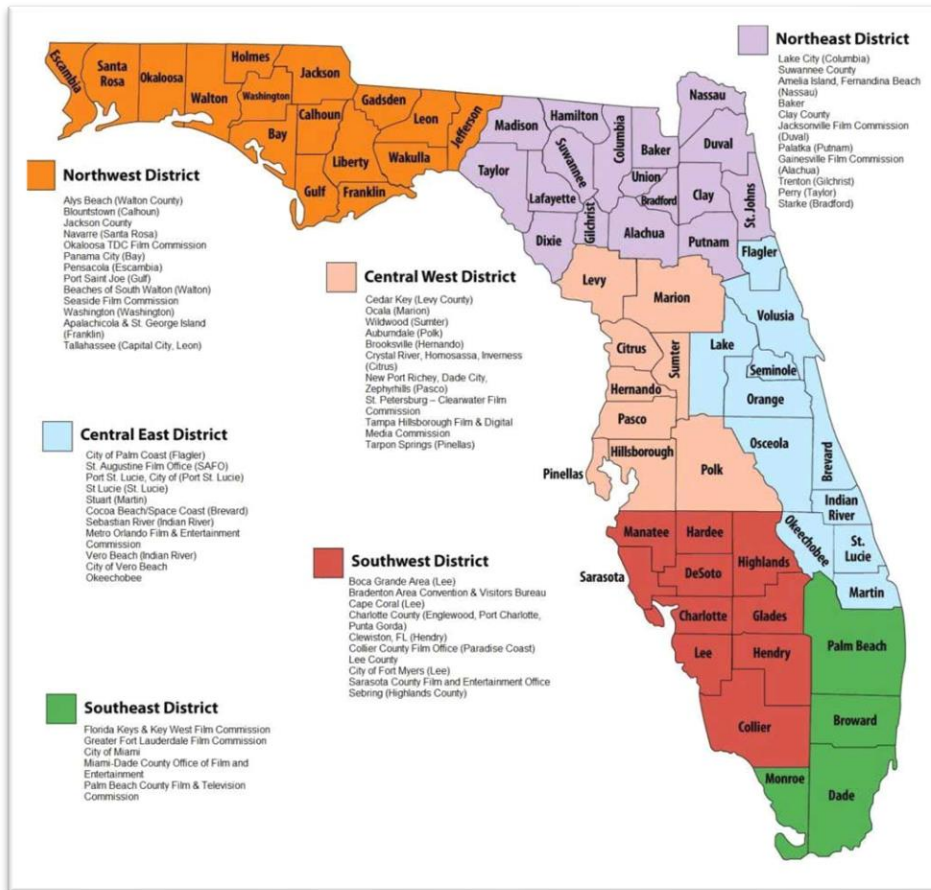 Northeast District
Lake City (Columbia)
Suwannee County
Amelia Island, Fernandina Beach
(Nassau)
Baker
Clay County
Jacksonville Film Commission
(Duval)
Palatka (Putnam)
Gainesville Film Commission
(Alachua)
Trenton (Gilchrist)
Perry (Taylor)
Starke (Bradford)
Northwest District
Alys Beach (Walton County)
Blountstown (Calhoun)
Jackson County
Navarre (Santa Rosa)
Okaloosa TDC Film Commission
Panama City (Bay)
Pensacola (Escambia)
Port Saint Joe (Gulf)
Beaches of South Walton (Walton)
Seaside Film Commission
Washington (Washington)
Apalachicola & St. George Island
(Franklin)
Tallahassee (Capital City, Leon)
Central West District
Cedar Key (Levy County)
Ocala (Marion)
Wildwood (Sumter)
Auburndale (Polk)
Brooksville (Hernando)
Crystal River, Homosassa, Inverness
(Citrus)
New Port Richey, Dade City,
Zephyrhills (Pasco)
St. Petersburg – Clearwater Film
Commission
Tampa Hillsborough Film & Digital
Media Commission
Tarpon Springs (Pinellas)
Central East District
City of Palm Coast (Flagler)
St. Augustine Film Office (SAFO)
Port St. Lucie, City of (Port St. Lucie)
St Lucie (St. Lucie)
Stuart (Martin)
Cocoa Beach/Space Coast (Brevard)
Sebastian River (Indian River)
Metro Orlando Film & Entertainment
Commission
Vero Beach (Indian River)
City of Vero Beach
Okeechobee
Southwest District
Boca Grande Area (Lee)
Bradenton Area Convention & Visitors Bureau
Cape Coral (Lee)
Charlotte County (Englewood, Port Charlotte,
Punta Gorda)
Clewiston, FL (Hendry)
Collier County Film Office (Paradise Coast)
Lee County
City of Fort Myers (Lee)
Sarasota County Film and Entertainment Office
Sebring (Highlands County)
Southeast District
Florida Keys & Key West Film Commission
Greater Fort Lauderdale Film Commission
City of Miami
Miami-Dade County Office of Film and
Entertainment
Palm Beach County Film & Television
Commission
Escambia
Santa
Rosa
Okaloosa
Walton
Holmes
Washington
Jackson
Bay
Calhoun
Gulf
Liberty
Franklin
Gadsden
Leon
Wakulla
Jefferson
Madison
Taylor
Hamilton
Suwannee
Lafayette
Dixie
Columbia
Gilchrist
Baker
Union
Bradford
Alachua
Nassau
Duval
Clay
St. Johns
Putnam
Flagler
Levy
Marion
Volusia
Citrus
Sumter
Lake
Seminole
Orange
Hernando
Pasco
Hillsborough
Pinellas
Polk
Osceola
Brevard
Indian
River
Okeechobee
St.
Lucie
Martin
Manatee
Hardee
Highlands
Sarasota
DeSoto
Charlotte
Glades
Lee
Hendry
Collier
Palm Beach
Broward
Monroe
Dade